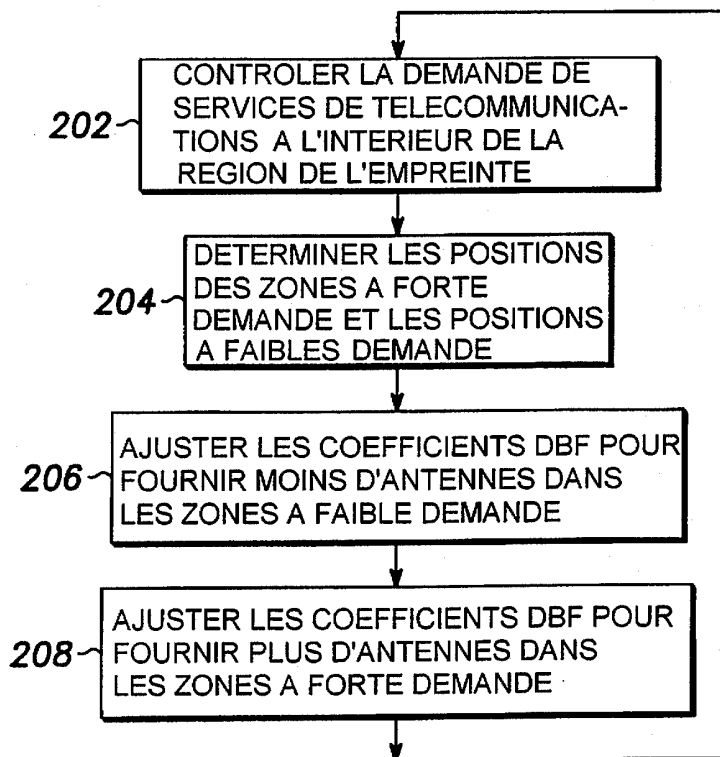 CONTROLER LA DEMANDE DE
SERVICES DE TELECOMMUNICA-
202 TIONS A L'INTERIEUR DE LA
REGION DE L'EMPREINTE
DETERMINER LES POSITIONS
204 DES ZONES A FORTE
DEMANDE ET LES POSITIONS
A FAIBLES DEMANDE
AJUSTER LES COEFFICIENTS DBF POUR
206 FOURNIR MOINS D'ANTENNES DANS
LES ZONES A FAIBLE DEMANDE
AJUSTER LES COEFFICIENTS DBF POUR
208 FOURNIR PLUS D'ANTENNES DANS
LES ZONES A FORTE DEMANDE